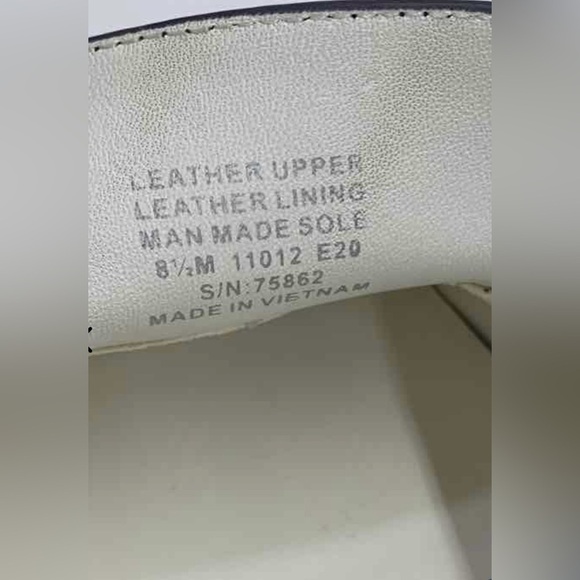 LEATHER UPPER
LEATHER LINING
MAN MADE SOLE
8½M 11012 E20
S/N:75862
MADE IN VIETNAM